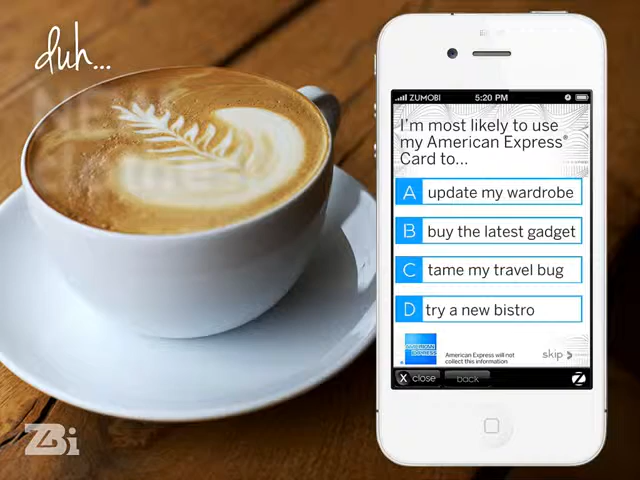 duh...
ZUMOBI
5:20 PM
I'm most likely to use
my American Express®
Card to...
A update my wardrobe
B buy the latest gadget
C tame my travel bug
D try a new bistro
AMERICAN
EXPRESS
American Express will not
collect this information
skip
X close
back
ZBi